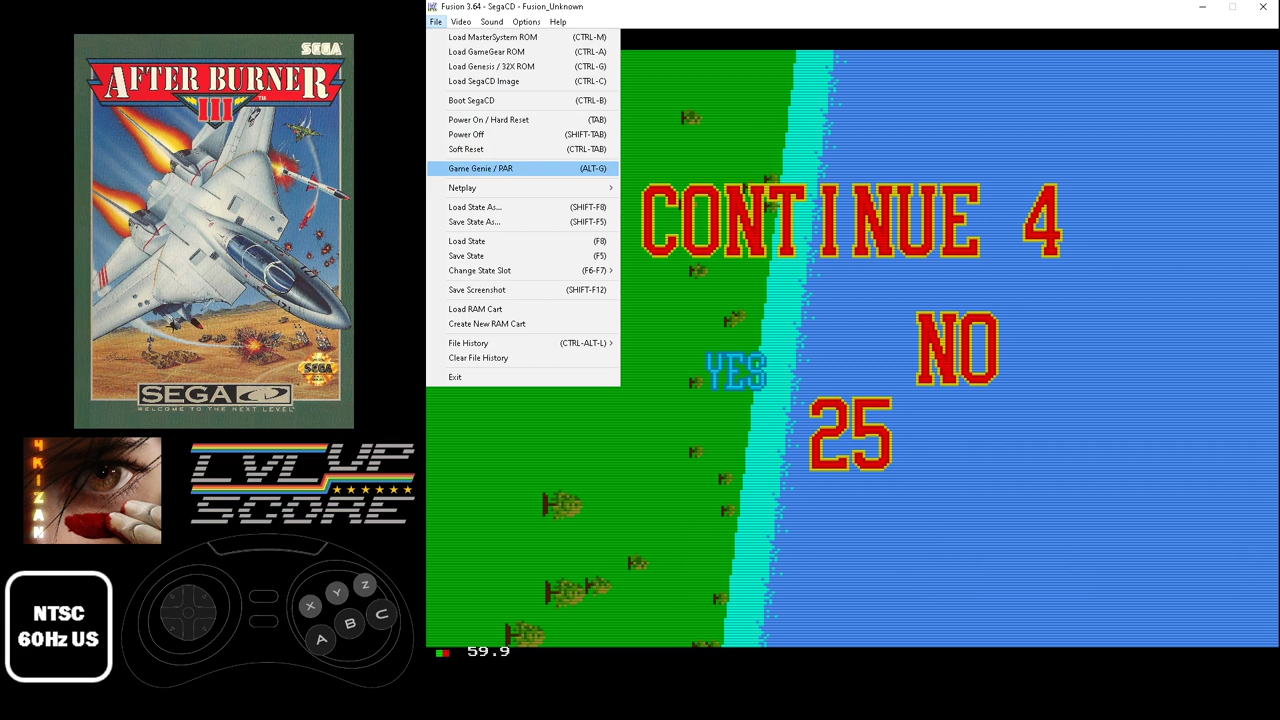 Fusion 3.64 - SegaCD - Fusion_Unknown
File Video Sound Options Help
Load MasterSystem ROM (CTRL-M)
Load GameGear ROM (CTRL-A)
Load Genesis / 32X ROM (CTRL-G)
Load SegaCD Image (CTRL-C)
Boot SegaCD (CTRL-B)
Power On / Hard Reset (TAB)
Power Off (SHIFT-TAB)
Soft Reset (CTRL-TAB)
Game Genie / PAR (ALT-G)
Netplay
Load State As... (SHIFT-F8)
Save State As... (SHIFT-F5)
Load State (F8)
Save State (F5)
Change State Slot (F6-F7)
Save Screenshot (SHIFT-F12)
Load RAM Cart
Create New RAM Cart
File History (CTRL-ALT-L)
Clear File History
Exit
CONTINUE 4
YES
NO
25
59.9
SEGA
AFTER BURNER
III
TM
SEGA
SEGA CD
WELCOME TO THE NEXT LEVEL
4KIZAN
LVL UP
SCORE
NTSC
60Hz US
X Y Z
A B C